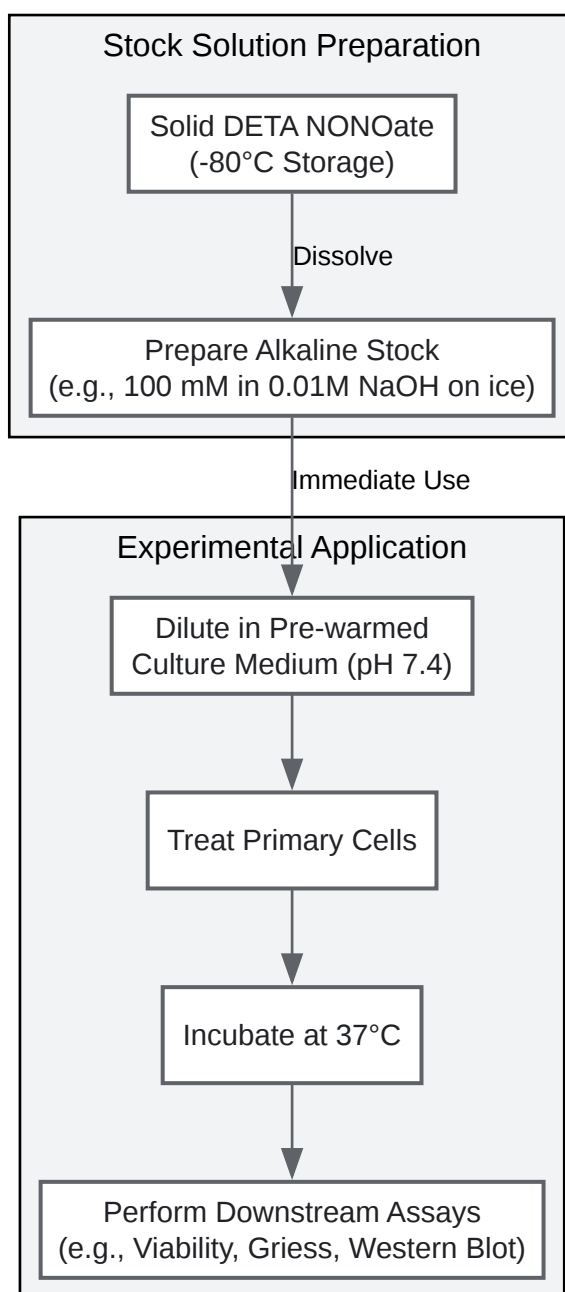 Stock Solution Preparation
Solid DETA NONOate
(-80°C Storage)
Dissolve
Prepare Alkaline Stock
(e.g., 100 mM in 0.01M NaOH on ice)
Immediate Use
Experimental Application
Dilute in Pre-warmed
Culture Medium (pH 7.4)
Treat Primary Cells
Incubate at 37°C
Perform Downstream Assays
(e.g., Viability, Griess, Western Blot)